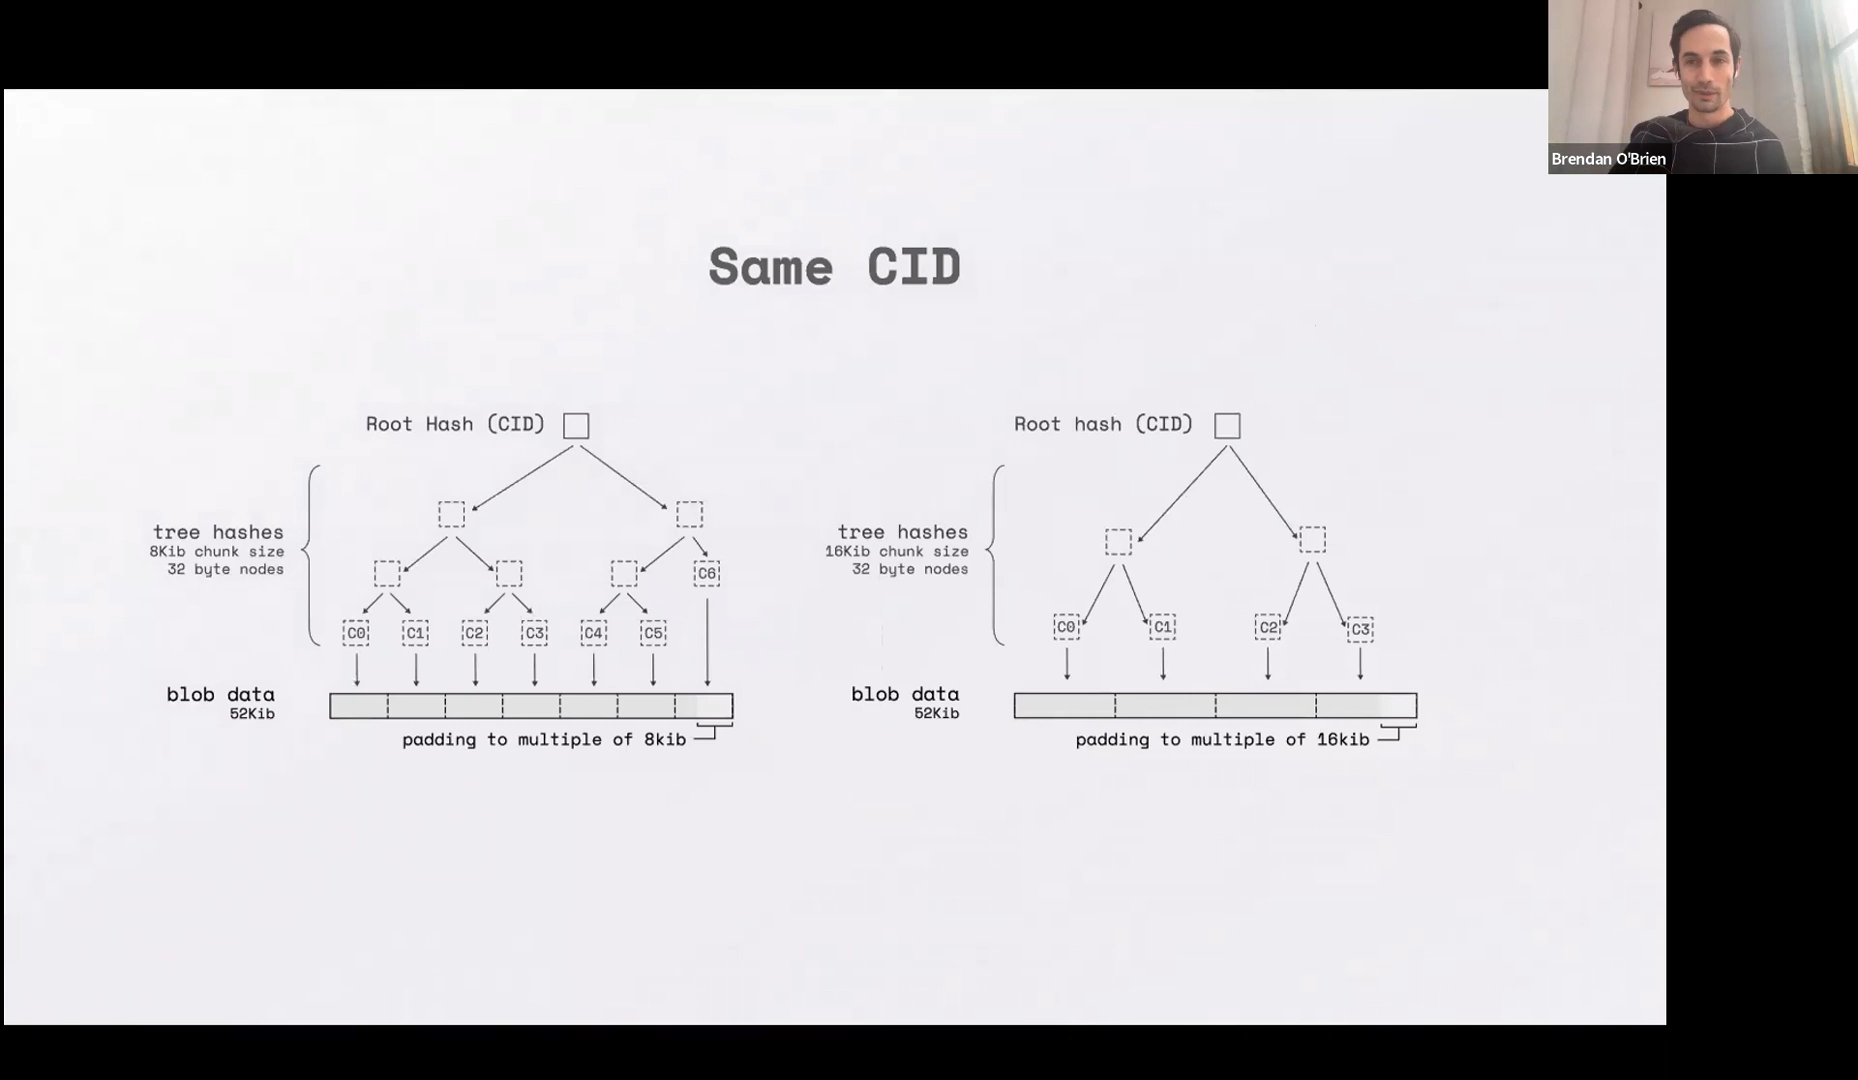 Brendan O'Brien
Same CID
Root Hash (CID)
tree hashes
8Kib chunk size
32 byte nodes
C6
C0 C1 C2 C3 C4 C5
blob data
52Kib
padding to multiple of 8kib
Root hash (CID)
tree hashes
16Kib chunk size
32 byte nodes
C0 C1 C2 C3
blob data
52Kib
padding to multiple of 16kib